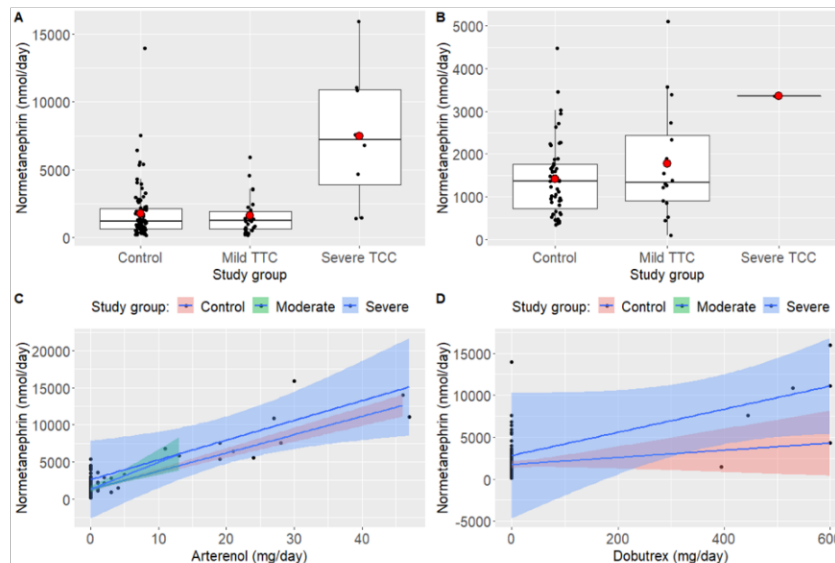 A
Normetanephrin (nmol/day)
15000
10000
5000
0
Control Mild TTC Severe TCC
Study group
B
Normetanephrin (nmol/day)
5000
4000
3000
2000
1000
0
Control Mild TTC Severe TCC
Study group
C
Study group: Control Moderate Severe
Normetanephrin (nmol/day)
20000
15000
10000
5000
0
0 10 20 30 40
Arterenol (mg/day)
D
Study group: Control Moderate Severe
Normetanephrin (nmol/day)
15000
10000
5000
0
-5000
0 200 400 600
Dobutrex (mg/day)